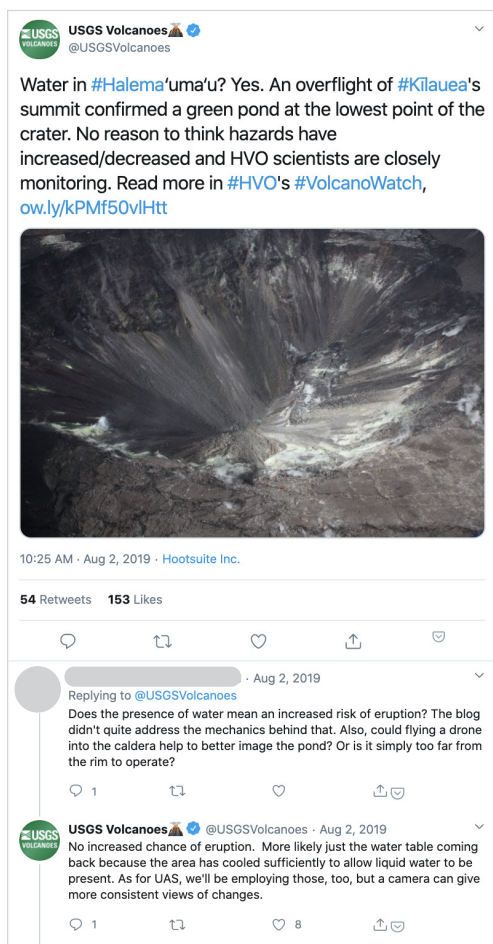 USGS
VOLCANOES
USGS Volcanoes🌋
@USGSVolcanoes
Water in #Halemaʻumaʻu? Yes. An overflight of #Kīlauea's
summit confirmed a green pond at the lowest point of the
crater. No reason to think hazards have
increased/decreased and HVO scientists are closely
monitoring. Read more in #HVO's #VolcanoWatch,
ow.ly/kPMf50vlHtt
10:25 AM · Aug 2, 2019 · Hootsuite Inc.
54 Retweets 153 Likes
· Aug 2, 2019
Replying to @USGSVolcanoes
Does the presence of water mean an increased risk of eruption? The blog
didn't quite address the mechanics behind that. Also, could flying a drone
into the caldera help to better image the pond? Or is it simply too far from
the rim to operate?
1
USGS
VOLCANOES
USGS Volcanoes🌋 @USGSVolcanoes · Aug 2, 2019
No increased chance of eruption. More likely just the water table coming
back because the area has cooled sufficiently to allow liquid water to be
present. As for UAS, we'll be employing those, too, but a camera can give
more consistent views of changes.
1 8